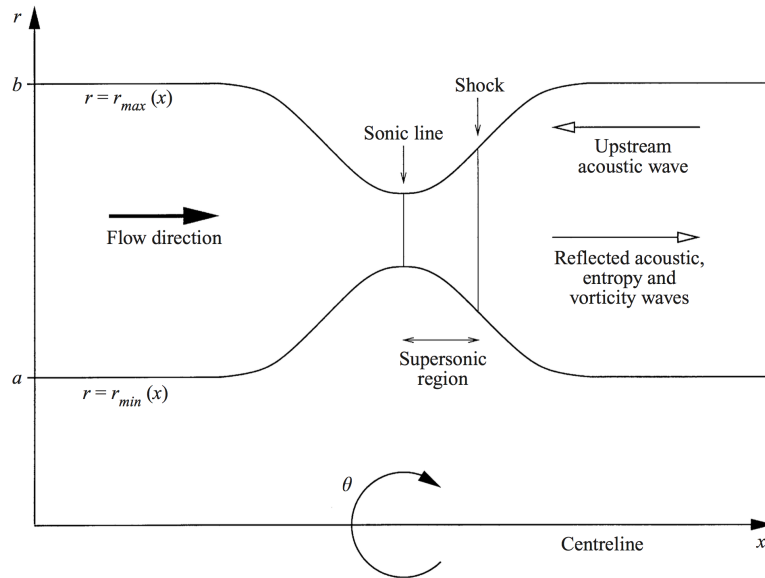 r
b
r = r_max (x)
Shock
Sonic line
Upstream
acoustic wave
Flow direction
Reflected acoustic,
entropy and
vorticity waves
Supersonic
region
a
r = r_min (x)
θ
Centreline
x